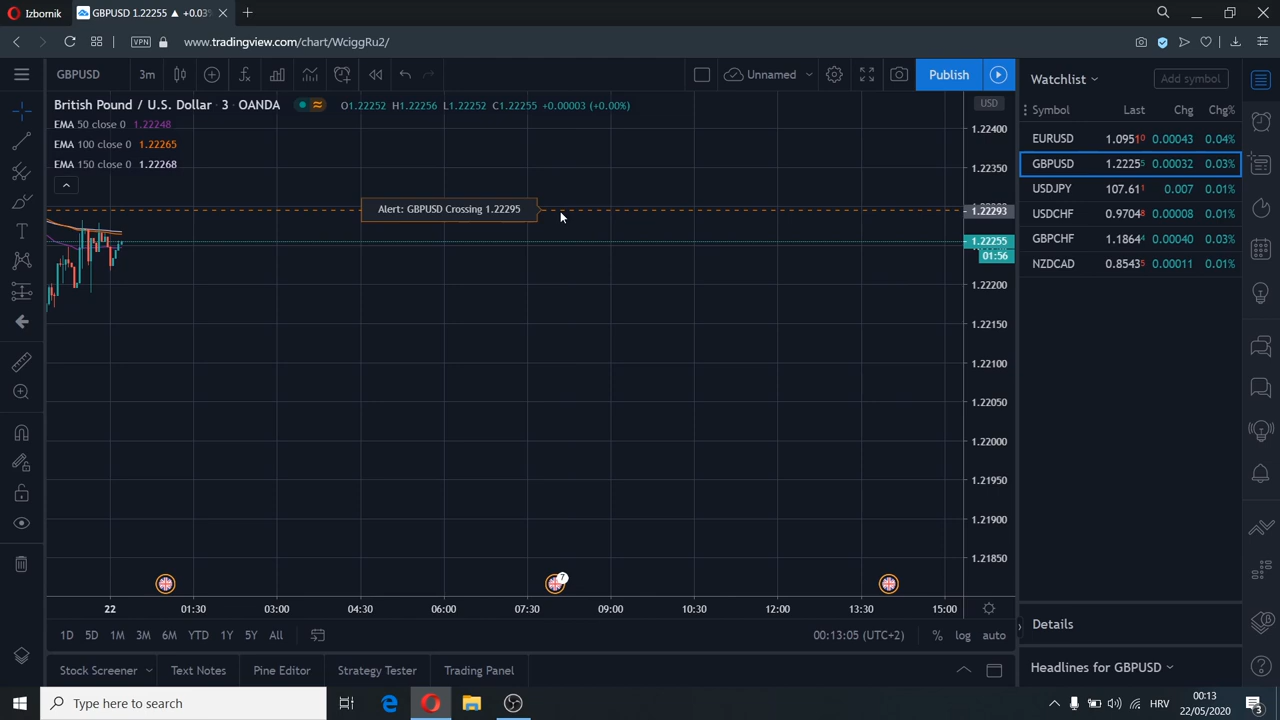 Izbornik
GBPUSD 1.22255 ▲ +0.03%
VPN
www.tradingview.com/chart/WciggRu2/
GBPUSD
3m
Unnamed
Publish
Watchlist
Add symbol
British Pound / U.S. Dollar · 3 · OANDA
O1.22252 H1.22256 L1.22252 C1.22255 +0.00003 (+0.00%)
USD
Symbol Last Chg Chg%
EMA 50 close 0 1.22248
EMA 100 close 0 1.22265
EMA 150 close 0 1.22268
EURUSD 1.09510 0.00043 0.04%
GBPUSD 1.22255 0.00032 0.03%
USDJPY 107.611 0.007 0.01%
USDCHF 0.97048 0.00008 0.01%
GBPCHF 1.18644 0.00040 0.03%
NZDCAD 0.85435 0.00011 0.01%
Alert: GBPUSD Crossing 1.22295
1.22400
1.22350
1.22293
1.22255
01:56
1.22200
1.22150
1.22100
1.22050
1.22000
1.21950
1.21900
1.21850
7
22 01:30 03:00 04:30 06:00 07:30 09:00 10:30 12:00 13:30 15:00
1D 5D 1M 3M 6M YTD 1Y 5Y All
00:13:05 (UTC+2)
% log auto
Details
Stock Screener
Text Notes
Pine Editor
Strategy Tester
Trading Panel
Headlines for GBPUSD
Type here to search
HRV
00:13
22/05/2020
3